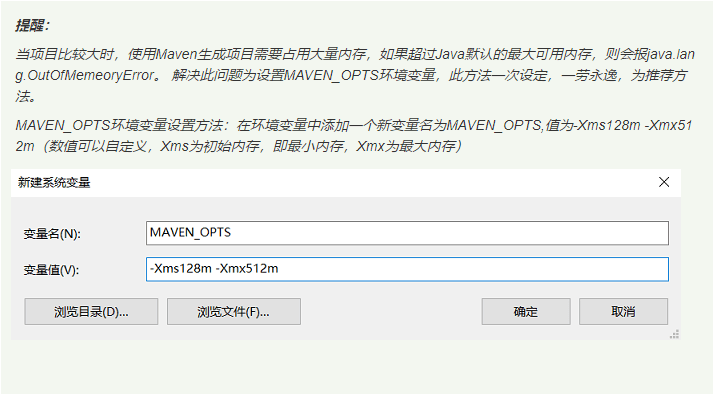 提醒：
当项目比较大时，使用Maven生成项目需要占用大量内存，如果超过Java默认的最大可用内存，则会报java.lan
g.OutOfMemeoryError。 解决此问题为设置MAVEN_OPTS环境变量，此方法一次设定，一劳永逸，为推荐方
法。
MAVEN_OPTS环境变量设置方法：在环境变量中添加一个新变量名为MAVEN_OPTS,值为-Xms128m -Xmx51
2m（数值可以自定义，Xms为初始内存，即最小内存，Xmx为最大内存）
新建系统变量
变量名(N):
MAVEN_OPTS
变量值(V):
-Xms128m -Xmx512m
浏览目录(D)...
浏览文件(F)...
确定
取消